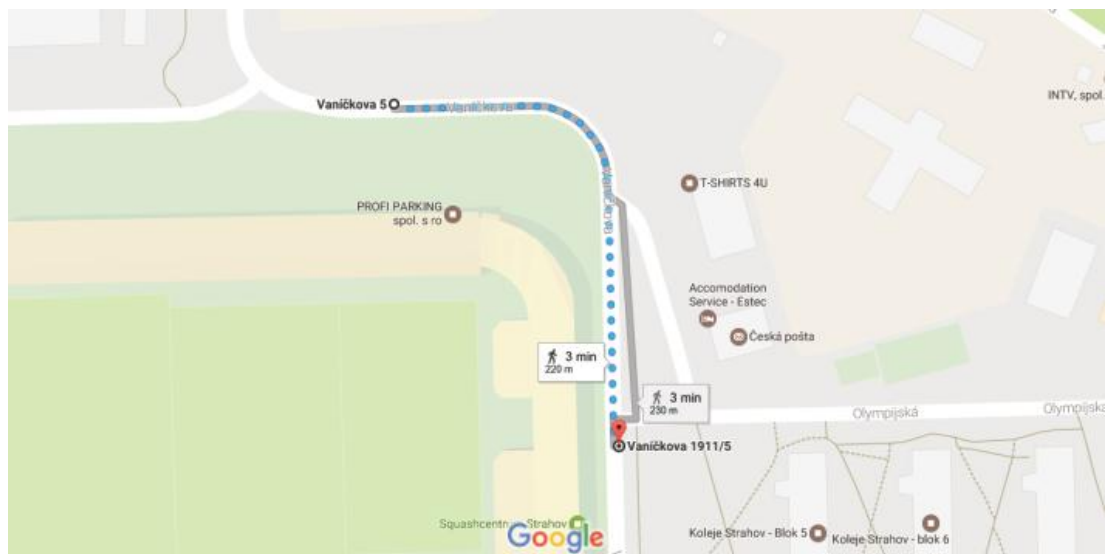 Vaníčkova 5
Vaníčkova
INTV, spol.
T-SHIRTS 4U
Vaníčkova
PROFI PARKING
spol. s ro
Accomodation
Service - Estec
Česká pošta
3 min
220 m
3 min
230 m
Olympijská
Olympijská
Vaníčkova 1911/5
Squashcentrum Strahov
Google
Koleje Strahov - Blok 5
Koleje Strahov - blok 6